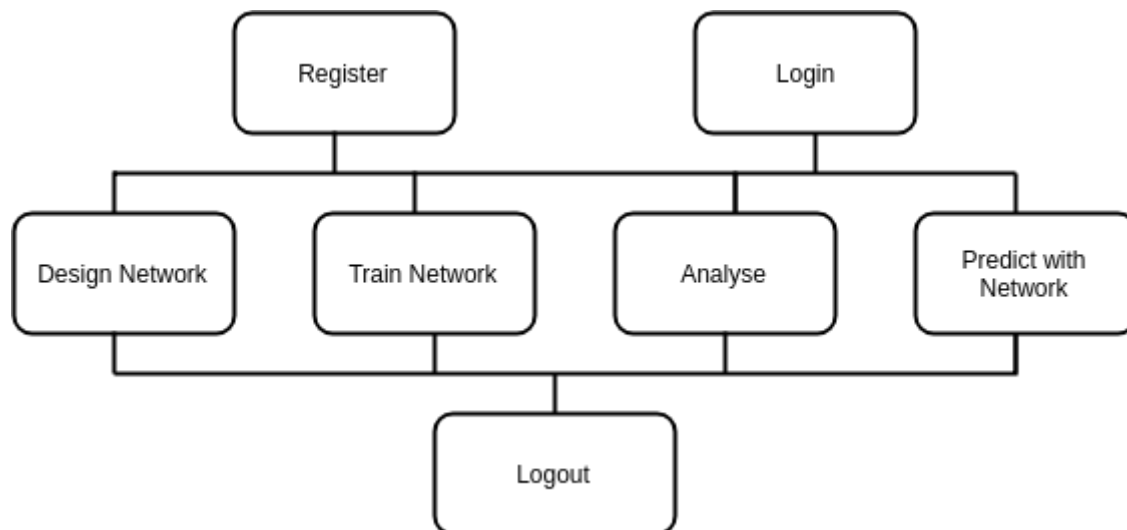 Register
Login
Design Network
Train Network
Analyse
Predict with
Network
Logout